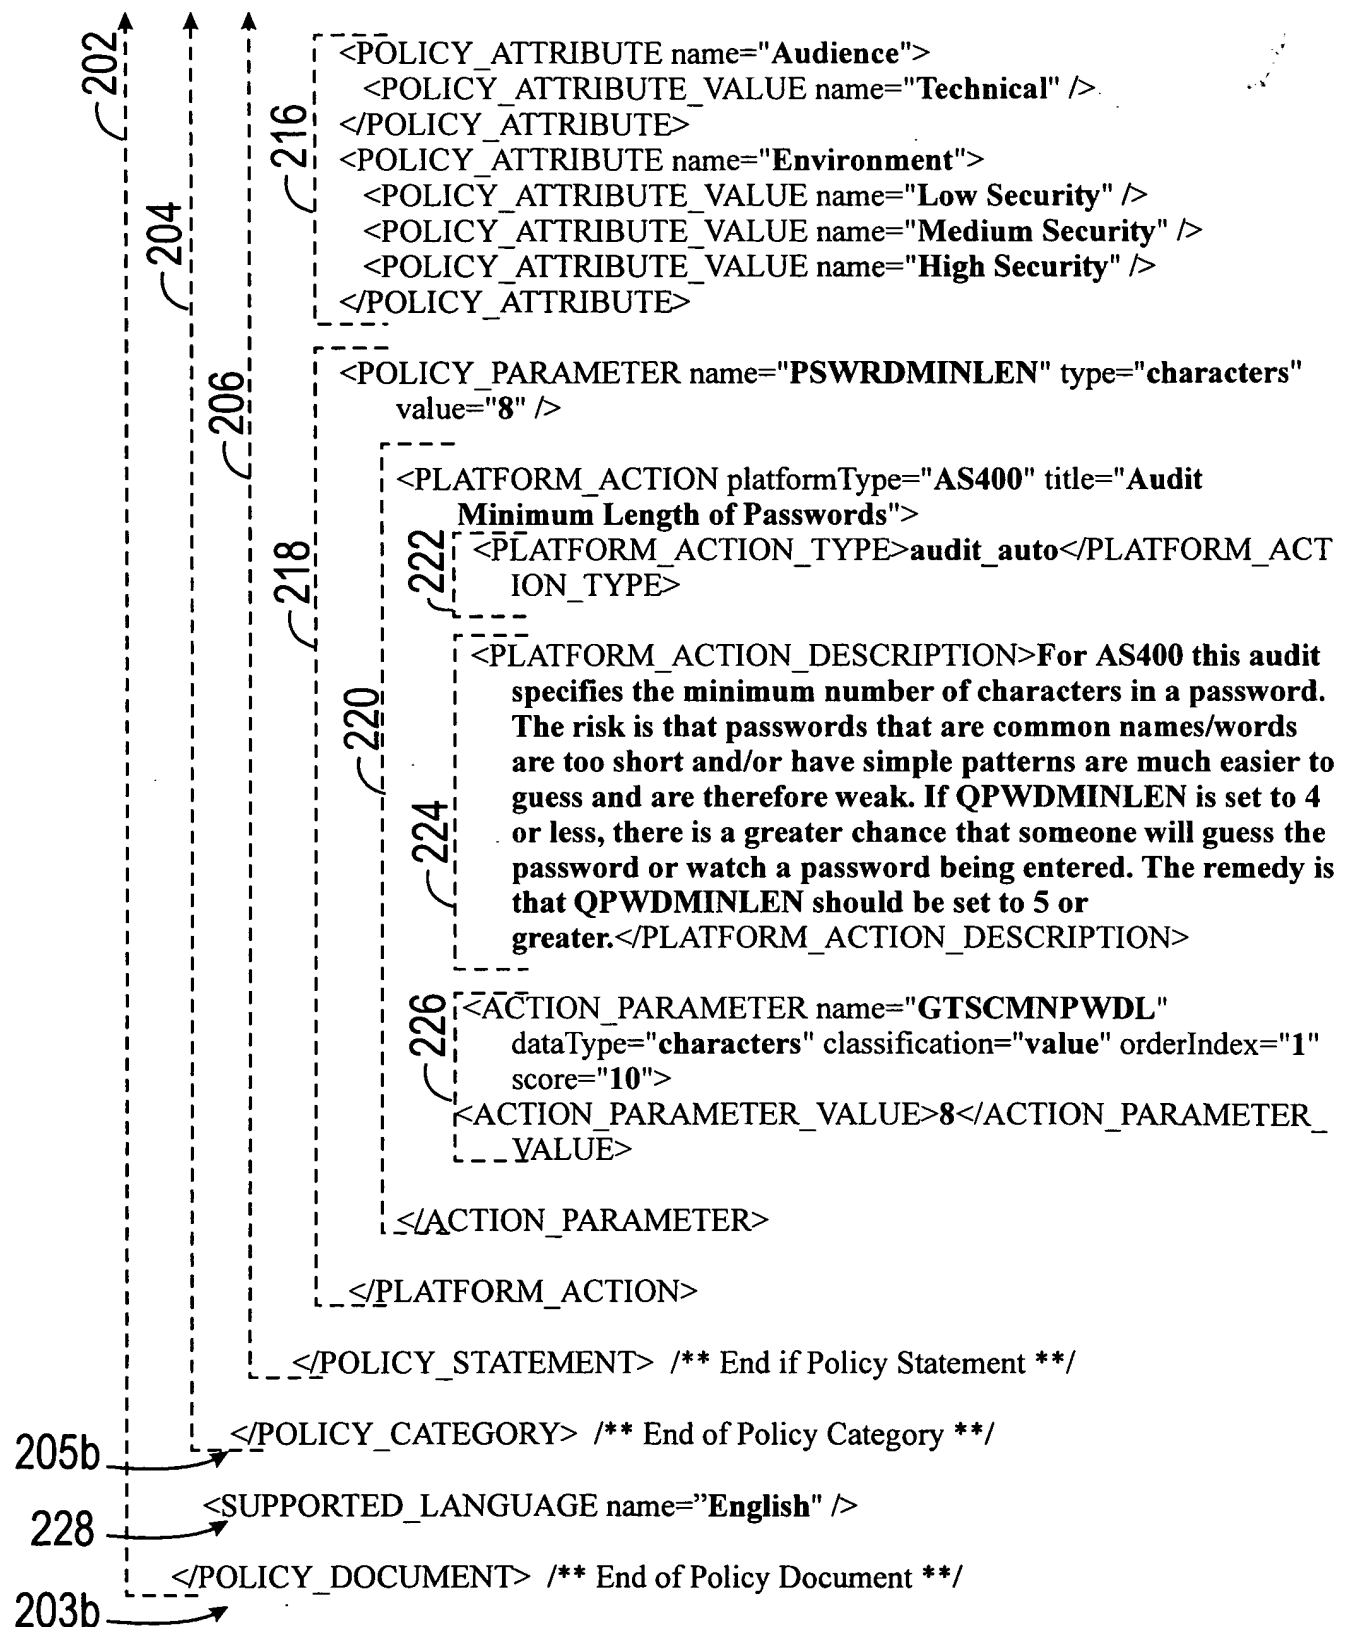 202
<POLICY_ATTRIBUTE name="Audience">
<POLICY_ATTRIBUTE_VALUE name="Technical" />
</POLICY_ATTRIBUTE>
216
<POLICY_ATTRIBUTE name="Environment">
<POLICY_ATTRIBUTE_VALUE name="Low Security" />
204
<POLICY_ATTRIBUTE_VALUE name="Medium Security" />
<POLICY_ATTRIBUTE_VALUE name="High Security" />
</POLICY_ATTRIBUTE>
206
<POLICY_PARAMETER name="PSWRDMINLEN" type="characters"
value="8" />
<PLATFORM_ACTION platformType="AS400" title="Audit
Minimum Length of Passwords">
218
222
<PLATFORM_ACTION_TYPE>audit_auto</PLATFORM_ACT
ION_TYPE>
220
<PLATFORM_ACTION_DESCRIPTION>For AS400 this audit
specifies the minimum number of characters in a password.
The risk is that passwords that are common names/words
are too short and/or have simple patterns are much easier to
guess and are therefore weak. If QPWDMINLEN is set to 4
224
or less, there is a greater chance that someone will guess the
password or watch a password being entered. The remedy is
that QPWDMINLEN should be set to 5 or
greater.</PLATFORM_ACTION_DESCRIPTION>
226
<ACTION_PARAMETER name="GTSCMNPWDL"
dataType="characters" classification="value" orderIndex="1"
score="10">
<ACTION_PARAMETER_VALUE>8</ACTION_PARAMETER_
VALUE>
</ACTION_PARAMETER>
</PLATFORM_ACTION>
</POLICY_STATEMENT> /** End if Policy Statement **/
</POLICY_CATEGORY> /** End of Policy Category **/
205b
<SUPPORTED_LANGUAGE name=”English" />
228
</POLICY_DOCUMENT> /** End of Policy Document **/
203b